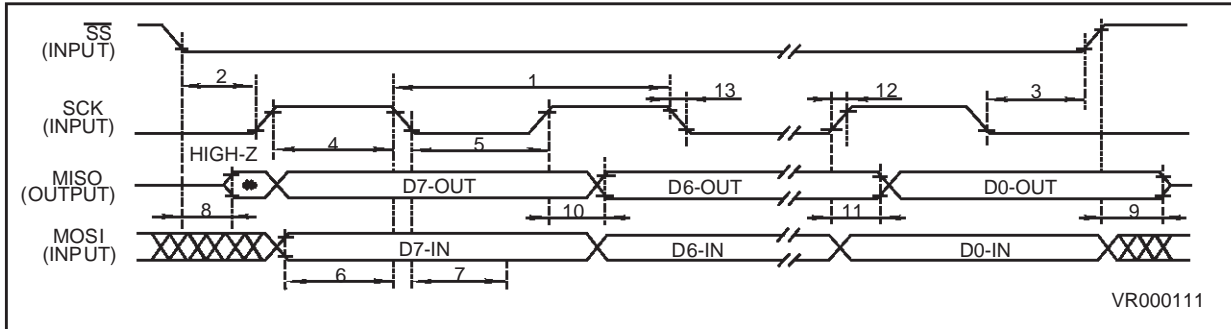 SS
(INPUT)
2
1
13
12
3
SCK
(INPUT)
4
5
HIGH-Z
MISO
(OUTPUT)
D7-OUT
D6-OUT
D0-OUT
8
10
11
9
MOSI
(INPUT)
D7-IN
D6-IN
D0-IN
6
7
VR000111